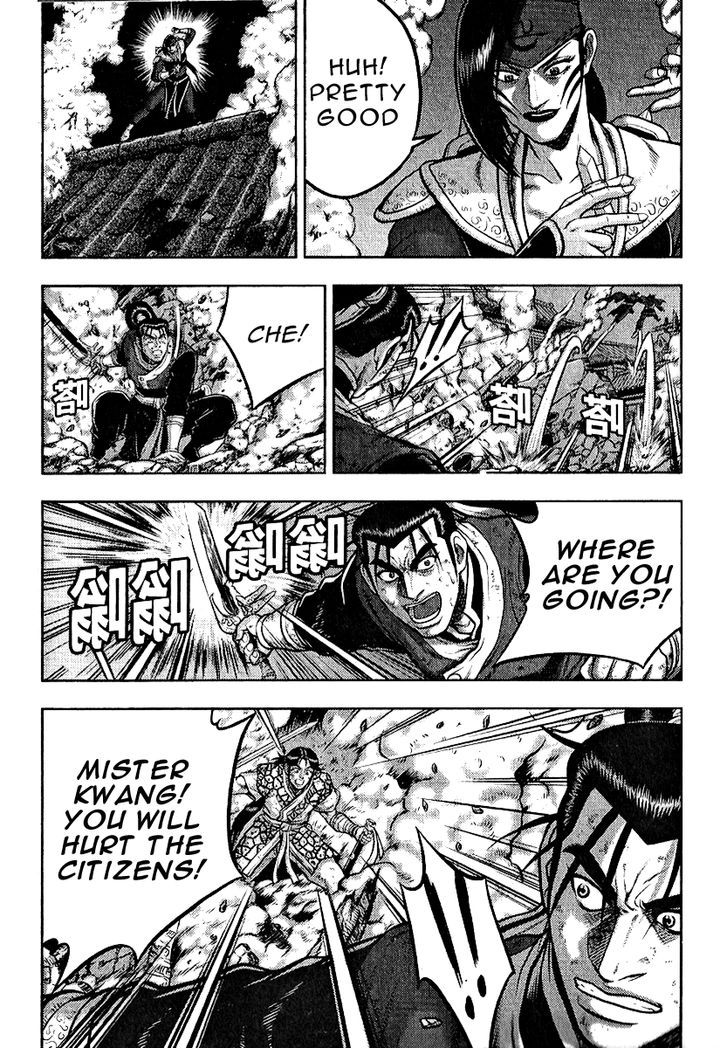 HUH!
PRETTY
GOOD
CHE!
!!
WHERE
ARE YOU
GOING?!
MISTER
KWANG!
YOU WILL
HURT THE
CITIZENS!
!!